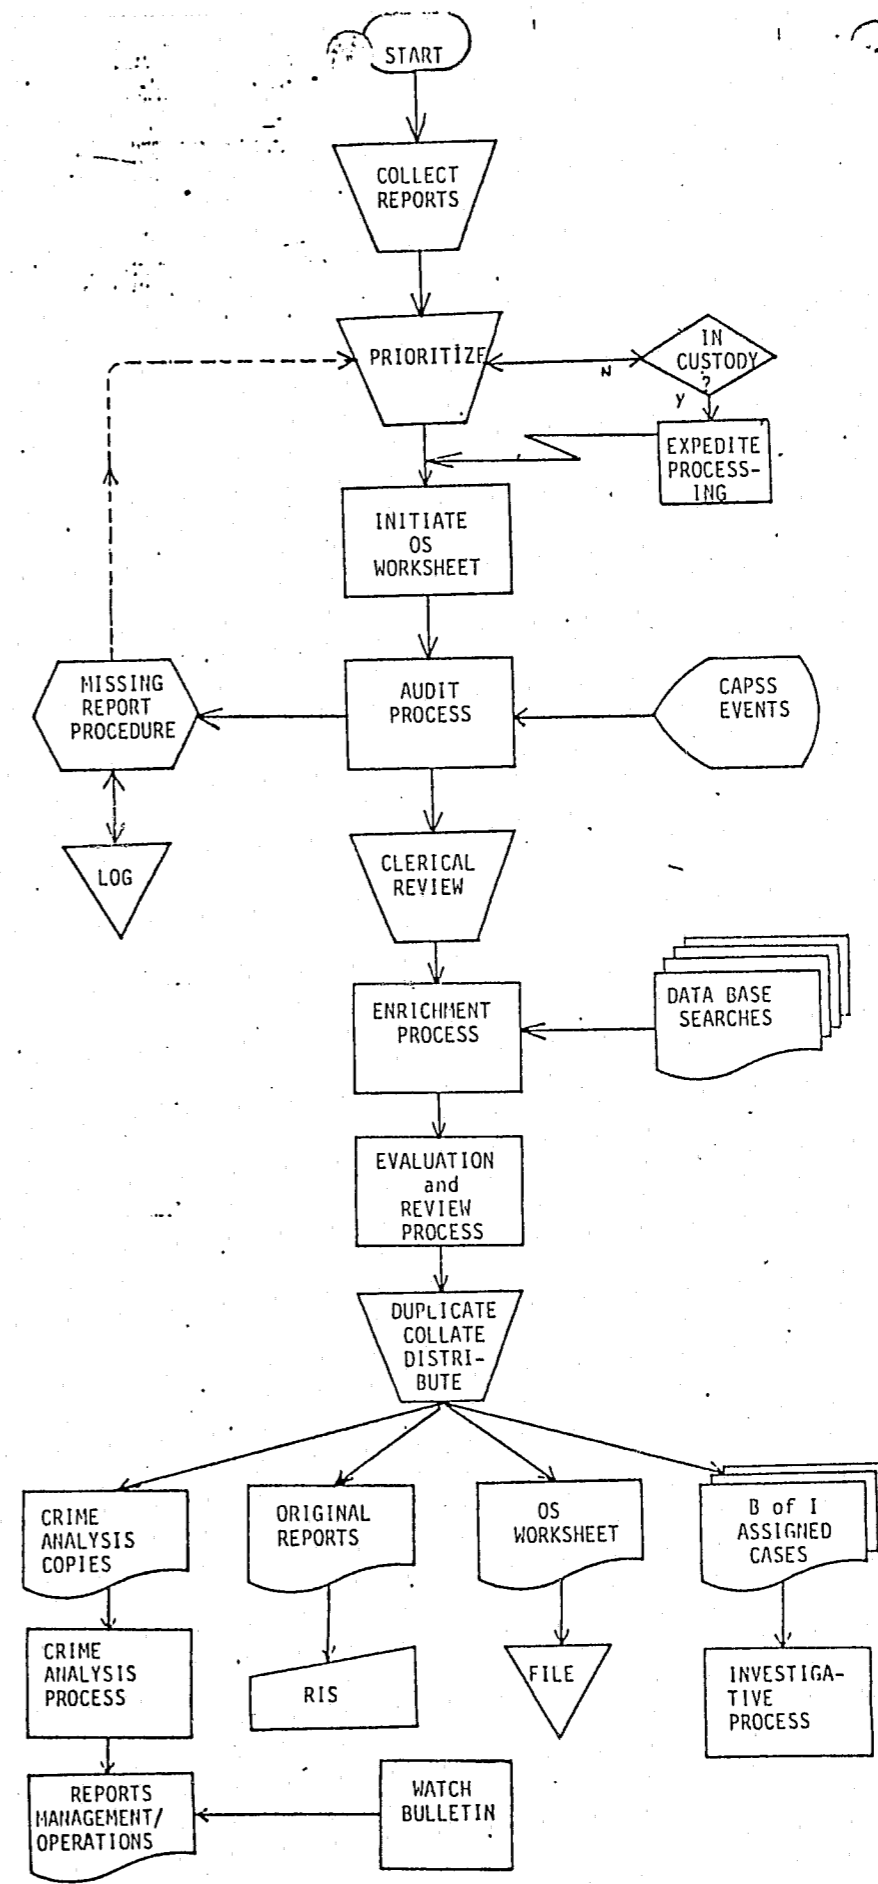 START
COLLECT
REPORTS
PRIORITIZE
IN
CUSTODY
?
N
Y
EXPEDITE
PROCESS-
ING
INITIATE
OS
WORKSHEET
MISSING
REPORT
PROCEDURE
AUDIT
PROCESS
CAPSS
EVENTS
LOG
CLERICAL
REVIEW
ENRICHMENT
PROCESS
DATA BASE
SEARCHES
EVALUATION
and
REVIEW
PROCESS
DUPLICATE
COLLATE
DISTRI-
BUTE
CRIME
ANALYSIS
COPIES
ORIGINAL
REPORTS
OS
WORKSHEET
B of I
ASSIGNED
CASES
CRIME
ANALYSIS
PROCESS
RIS
FILE
INVESTIGA-
TIVE
PROCESS
REPORTS
MANAGEMENT/
OPERATIONS
WATCH
BULLETIN